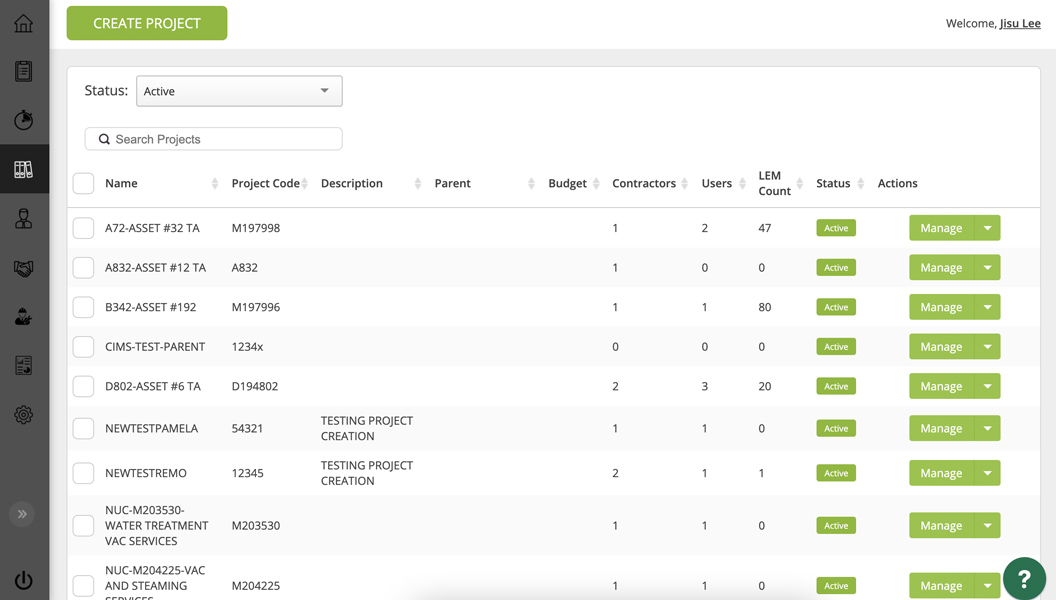 CREATE PROJECT
Welcome, Jisu Lee
Status: Active
Search Projects
Name Project Code Description Parent Budget Contractors Users LEM Count Status Actions
A72-ASSET #32 TA M197998 1 2 47 Active Manage
A832-ASSET #12 TA A832 1 0 0 Active Manage
B342-ASSET #192 M197996 1 1 80 Active Manage
CIMS-TEST-PARENT 1234x 0 0 0 Active Manage
D802-ASSET #6 TA D194802 2 3 20 Active Manage
NEWTESTPAMELA 54321 TESTING PROJECT CREATION 1 1 0 Active Manage
NEWTESTREMO 12345 TESTING PROJECT CREATION 2 1 1 Active Manage
NUC-M203530-
WATER TREATMENT M203530 1 1 0 Active Manage
VAC SERVICES
NUC-M204225-VAC
AND STEAMING M204225 1 1 0 Active Manage
SERVICES
?